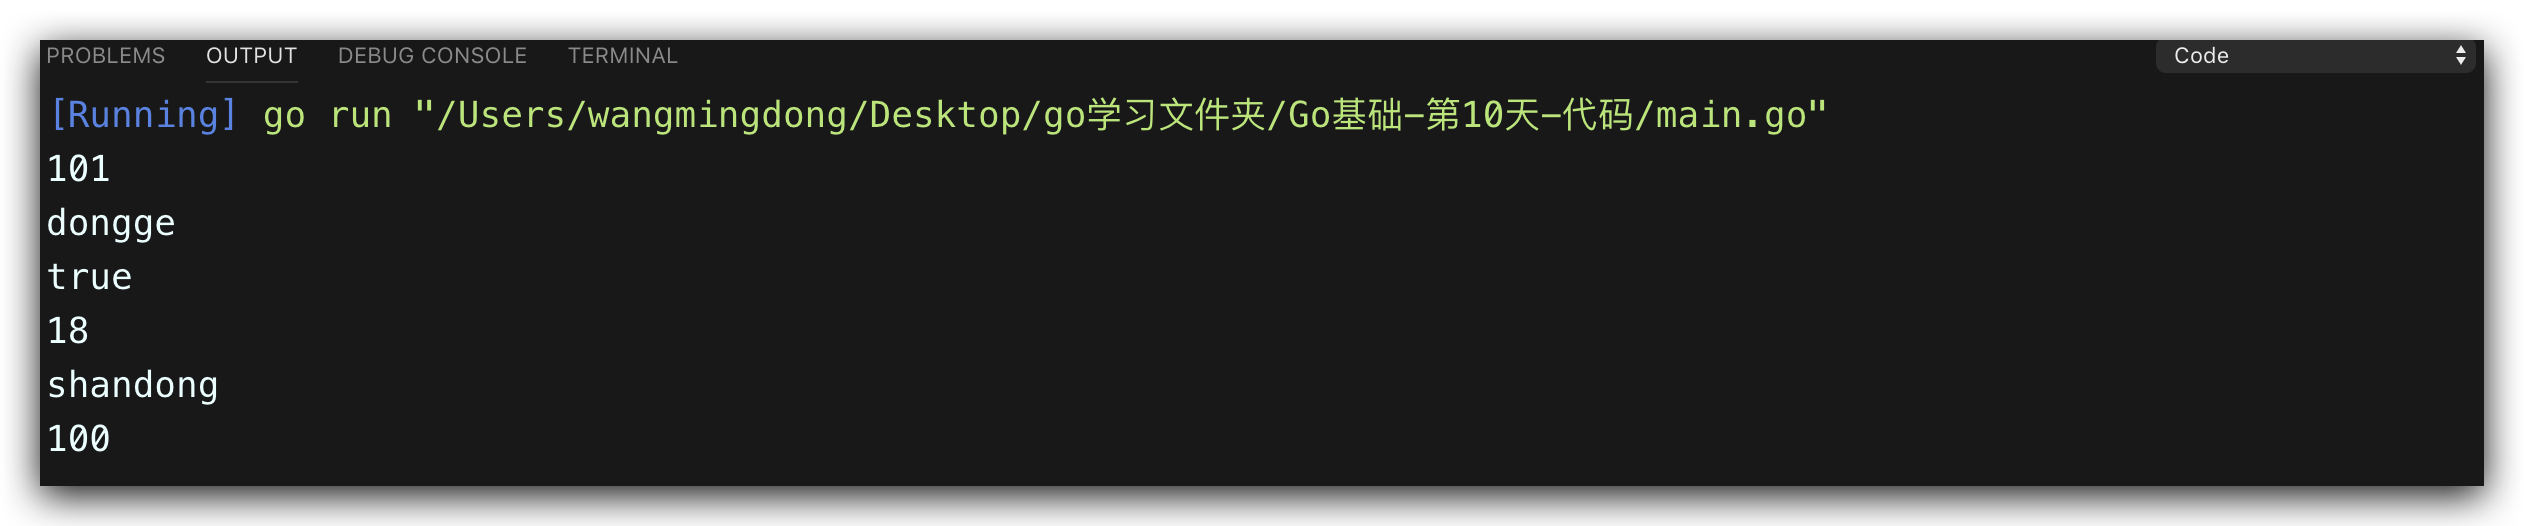 PROBLEMS OUTPUT DEBUG CONSOLE TERMINAL Code
[Running] go run "/Users/wangmingdong/Desktop/go学习文件夹/Go基础-第10天-代码/main.go"
101
dongge
true
18
shandong
100